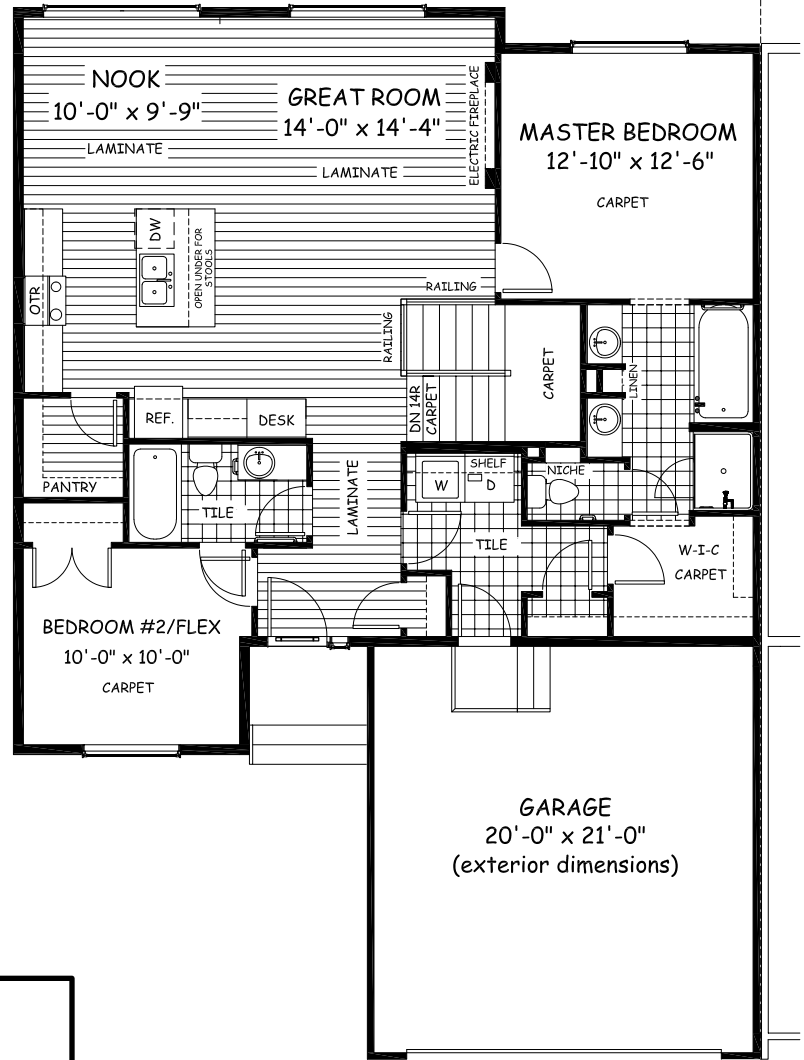 NOOK
10'-0" x 9'-9"
LAMINATE
GREAT ROOM
14'-0" x 14'-4"
LAMINATE
ELECTRIC FIREPLACE
MASTER BEDROOM
12'-10" x 12'-6"
CARPET
DW
OPEN UNDER FOR
STOOLS
OTR
RAILING
RAILING
CARPET
LINEN
DN 14R
CARPET
REF.
DESK
PANTRY
TILE
LAMINATE
SHELF
W
D
NICHE
TILE
W-I-C
CARPET
BEDROOM #2/FLEX
10'-0" x 10'-0"
CARPET
GARAGE
20'-0" x 21'-0"
(exterior dimensions)